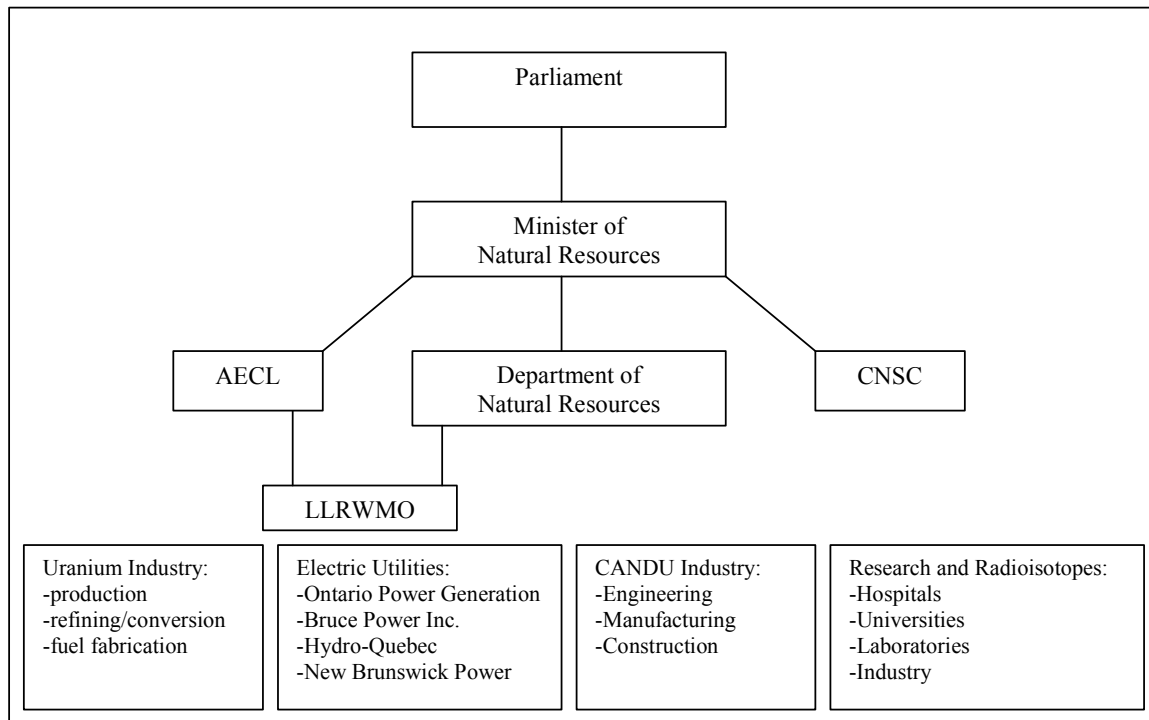 Parliament
Minister of
Natural Resources
AECL
Department of
Natural Resources
CNSC
LLRWMO
Uranium Industry:
-production
-refining/conversion
-fuel fabrication
Electric Utilities:
-Ontario Power Generation
-Bruce Power Inc.
-Hydro-Quebec
-New Brunswick Power
CANDU Industry:
-Engineering
-Manufacturing
-Construction
Research and Radioisotopes:
-Hospitals
-Universities
-Laboratories
-Industry